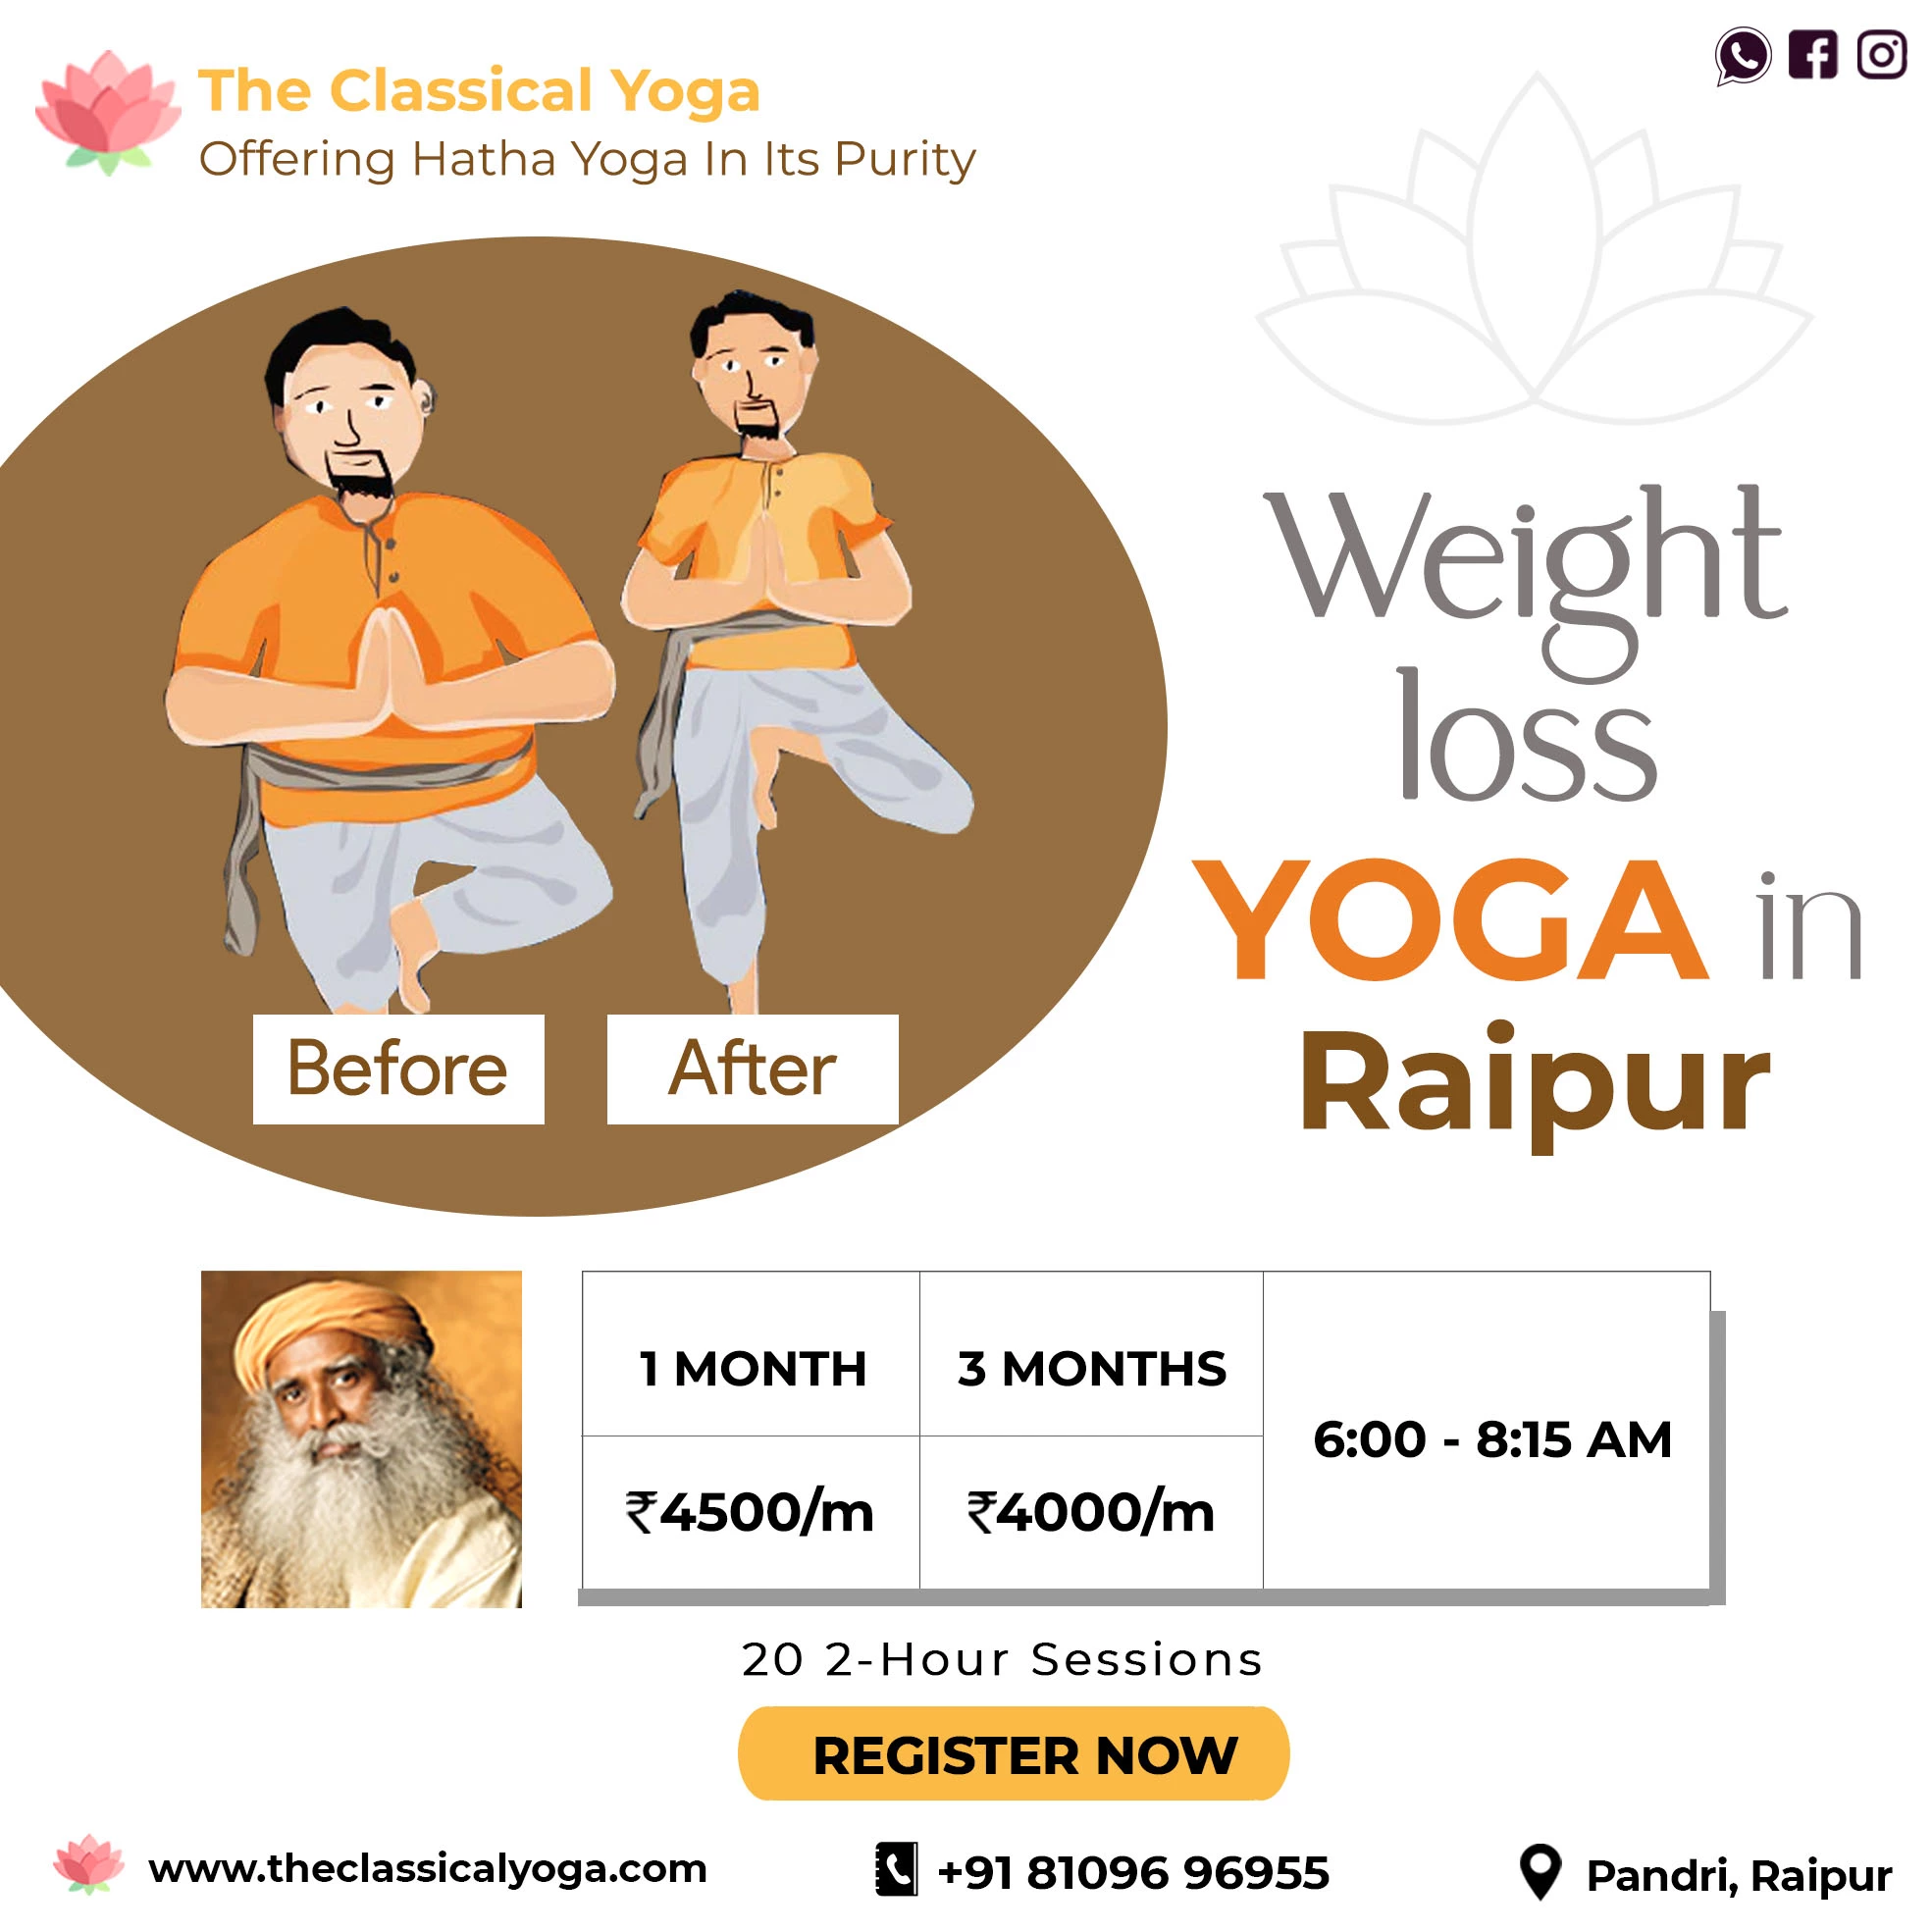 The Classical Yoga
Offering Hatha Yoga In Its Purity
Weight
loss
YOGA in
Raipur
Before
After
1 MONTH
3 MONTHS
6:00 - 8:15 AM
₹4500/m
₹4000/m
20 2-Hour Sessions
REGISTER NOW
www.theclassicalyoga.com
+91 81096 96955
Pandri, Raipur